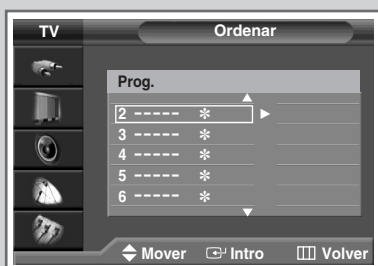 TV Ordenar
Prog.
2 ----- ✻
3 ----- ✻
4 ----- ✻
5 ----- ✻
6 ----- ✻
Mover Intro Volver